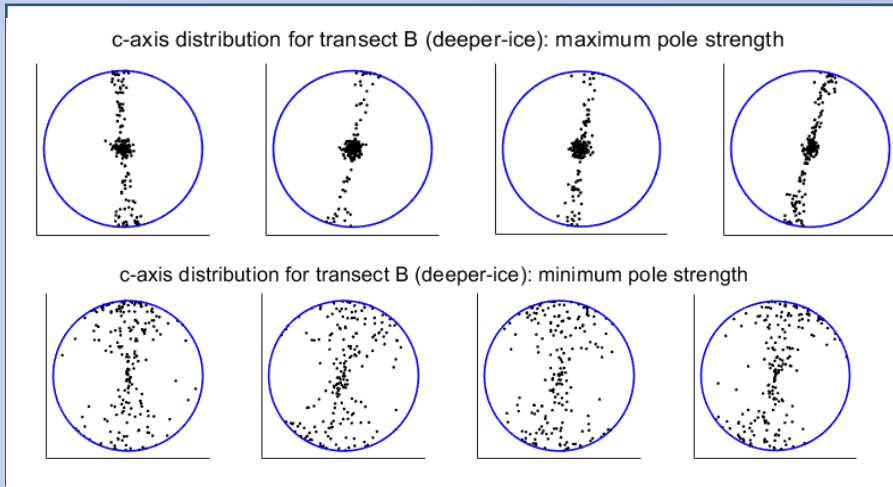 c-axis distribution for transect B (deeper-ice): maximum pole strength
c-axis distribution for transect B (deeper-ice): minimum pole strength